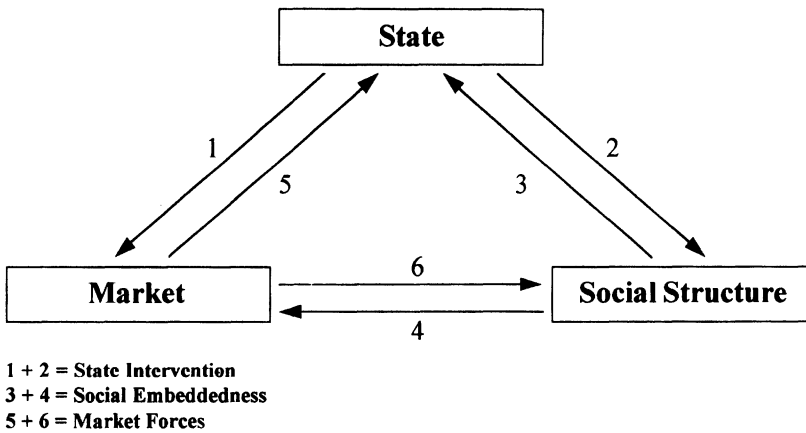 State
1
2
5
3
Market
6
Social Structure
4
1 + 2 = State Intervention
3 + 4 = Social Embeddedness
5 + 6 = Market Forces